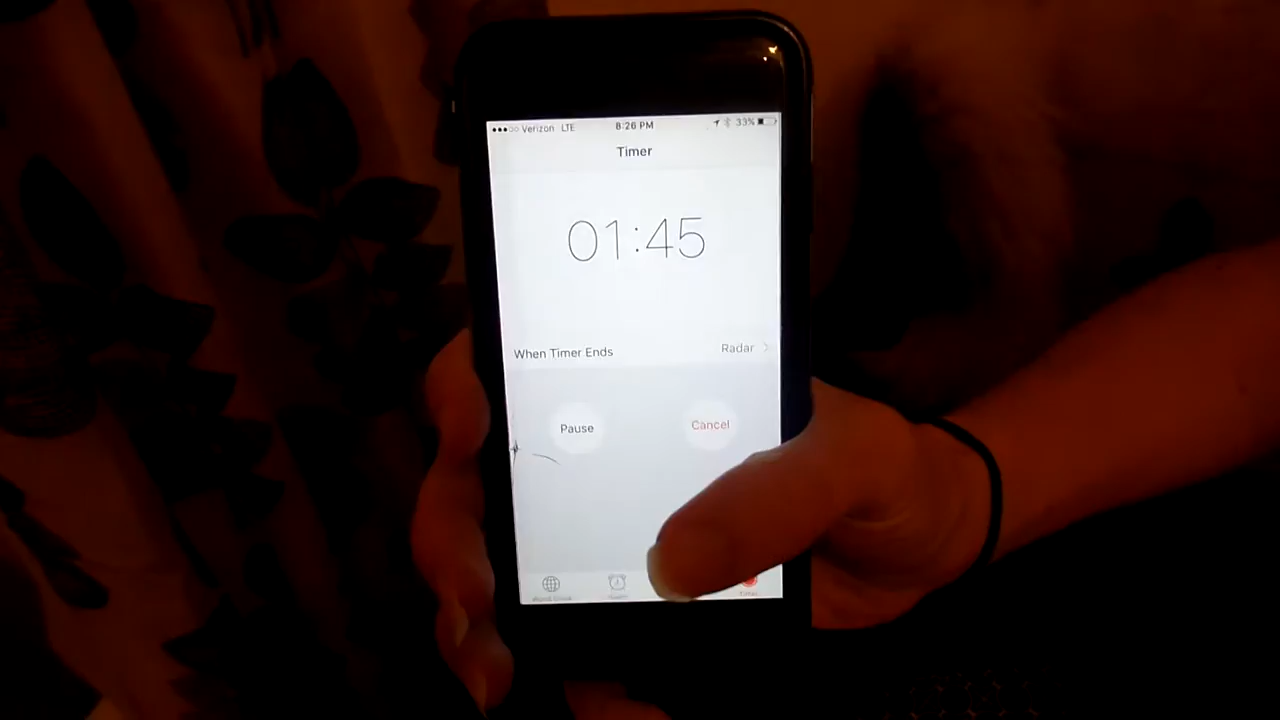 Verizon LTE 8:26 PM 33%
Timer
01:45
When Timer Ends Radar
Pause Cancel